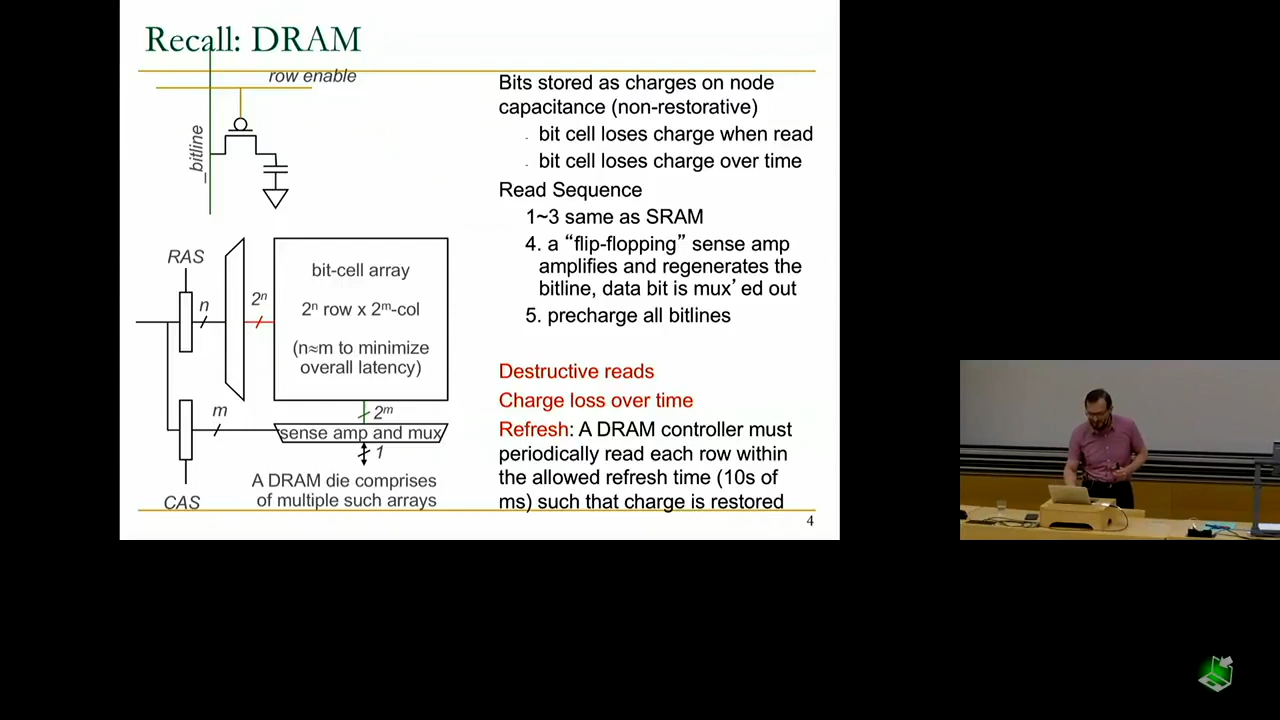 Recall: DRAM
row enable
_bitline
RAS
n
2ⁿ
bit-cell array
2ⁿ row x 2ᵐ-col
(n≈m to minimize
overall latency)
m
2ᵐ
sense amp and mux
1
A DRAM die comprises
of multiple such arrays
CAS
Bits stored as charges on node
capacitance (non-restorative)
bit cell loses charge when read
bit cell loses charge over time
Read Sequence
1~3 same as SRAM
4. a “flip-flopping” sense amp
amplifies and regenerates the
bitline, data bit is mux’ed out
5. precharge all bitlines
Destructive reads
Charge loss over time
Refresh: A DRAM controller must
periodically read each row within
the allowed refresh time (10s of
ms) such that charge is restored
4